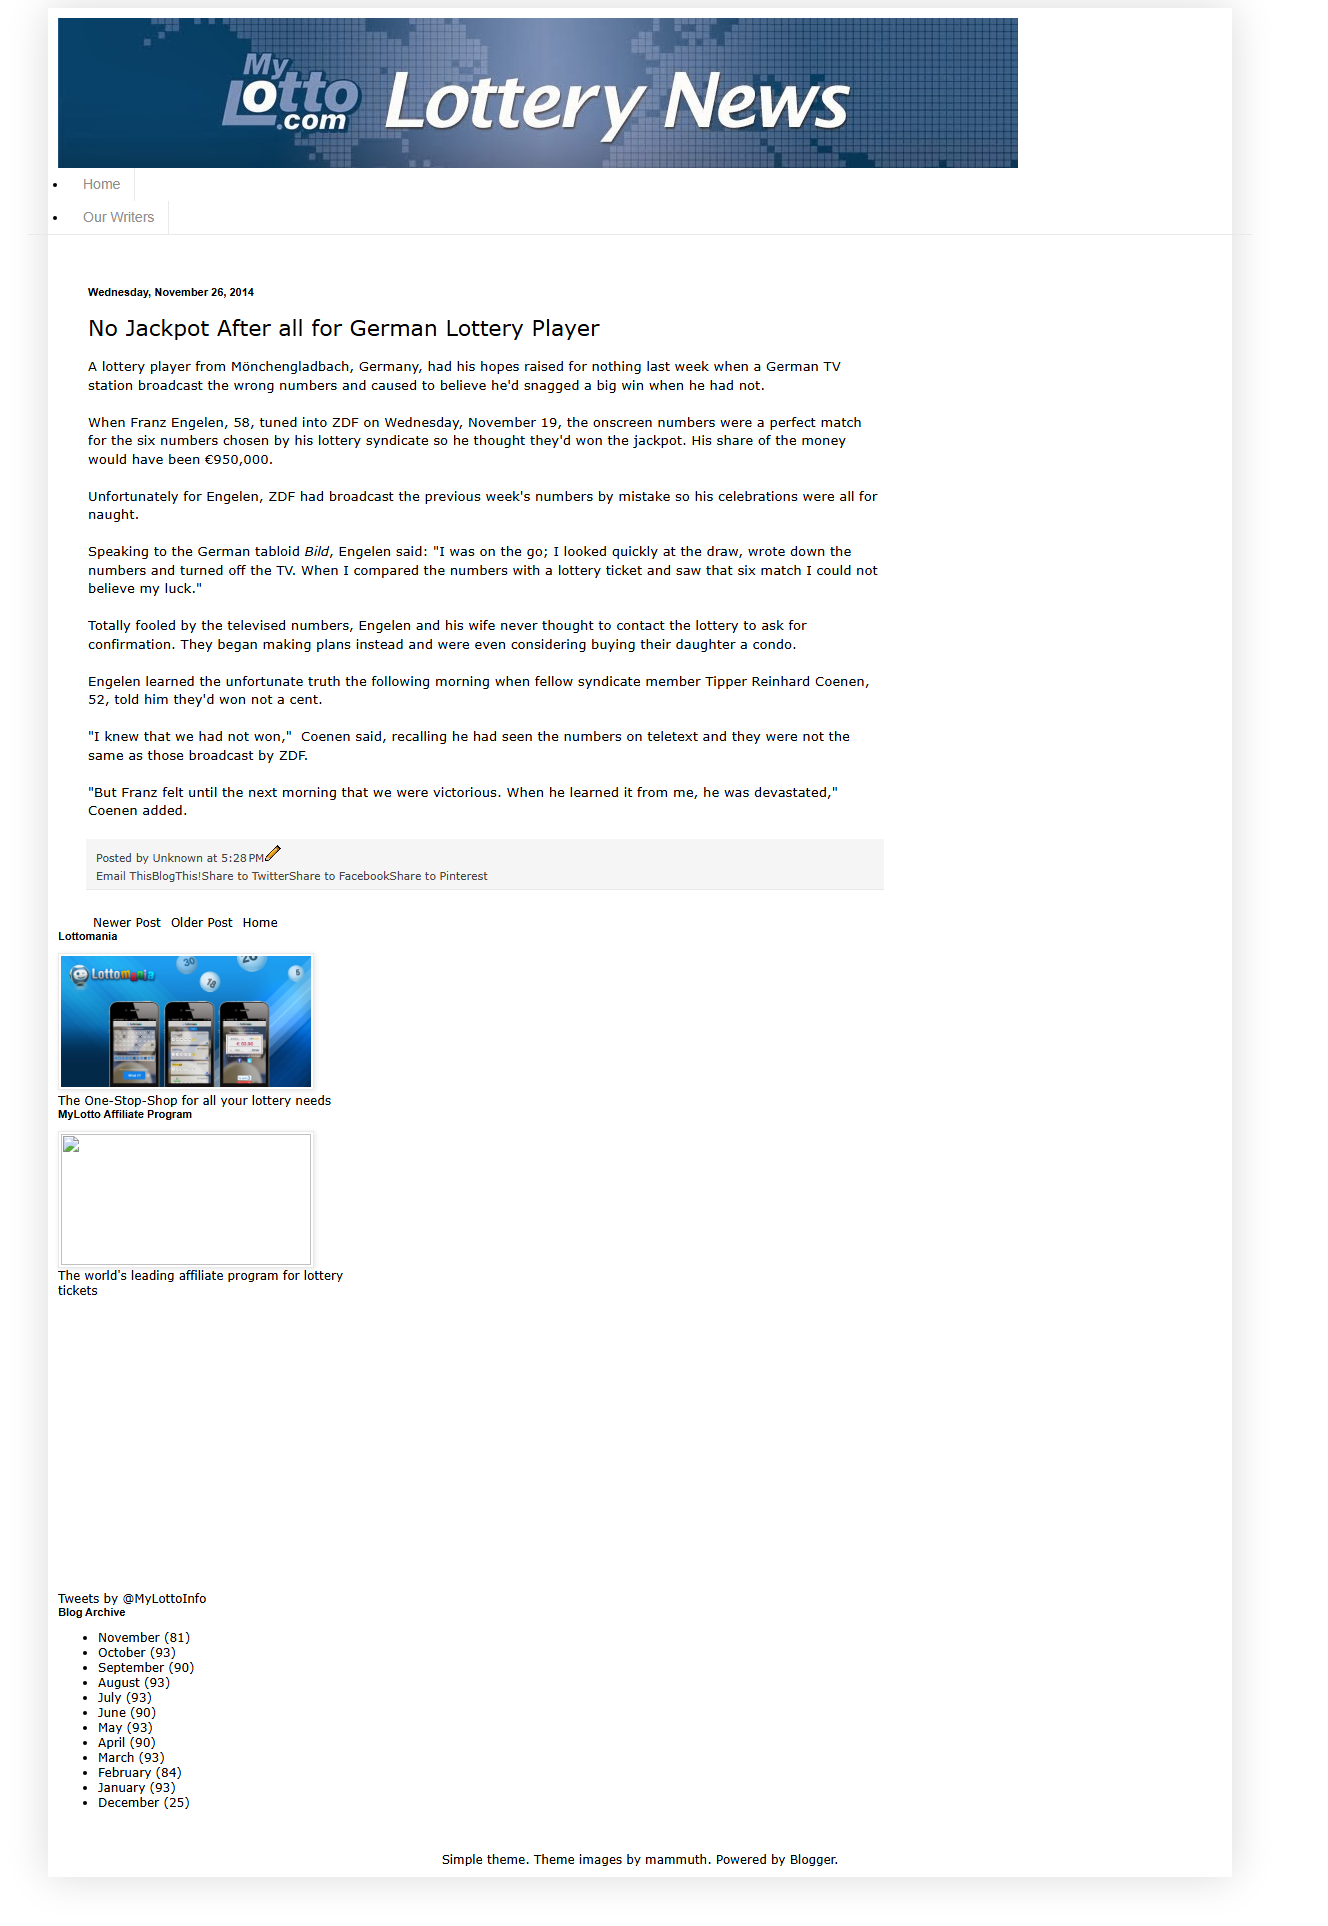 My
Lotto
.com
Lottery News
Home
Our Writers
Wednesday, November 26, 2014
No Jackpot After all for German Lottery Player
A lottery player from Mönchengladbach, Germany, had his hopes raised for nothing last week when a German TV
station broadcast the wrong numbers and caused to believe he'd snagged a big win when he had not.
When Franz Engelen, 58, tuned into ZDF on Wednesday, November 19, the onscreen numbers were a perfect match
for the six numbers chosen by his lottery syndicate so he thought they'd won the jackpot. His share of the money
would have been €950,000.
Unfortunately for Engelen, ZDF had broadcast the previous week's numbers by mistake so his celebrations were all for
naught.
Speaking to the German tabloid Bild, Engelen said: "I was on the go; I looked quickly at the draw, wrote down the
numbers and turned off the TV. When I compared the numbers with a lottery ticket and saw that six match I could not
believe my luck."
Totally fooled by the televised numbers, Engelen and his wife never thought to contact the lottery to ask for
confirmation. They began making plans instead and were even considering buying their daughter a condo.
Engelen learned the unfortunate truth the following morning when fellow syndicate member Tipper Reinhard Coenen,
52, told him they'd won not a cent.
"I knew that we had not won,"  Coenen said, recalling he had seen the numbers on teletext and they were not the
same as those broadcast by ZDF.
"But Franz felt until the next morning that we were victorious. When he learned it from me, he was devastated,"
Coenen added.
Posted by Unknown at 5:28 PM
Email ThisBlogThis!Share to TwitterShare to FacebookShare to Pinterest
Newer Post Older Post Home
Lottomania
Lottomania 30 18 20 5
The One-Stop-Shop for all your lottery needs
MyLotto Affiliate Program
The world's leading affiliate program for lottery
tickets
Tweets by @MyLottoInfo
Blog Archive
November (81)
October (93)
September (90)
August (93)
July (93)
June (90)
May (93)
April (90)
March (93)
February (84)
January (93)
December (25)
Simple theme. Theme images by mammuth. Powered by Blogger.